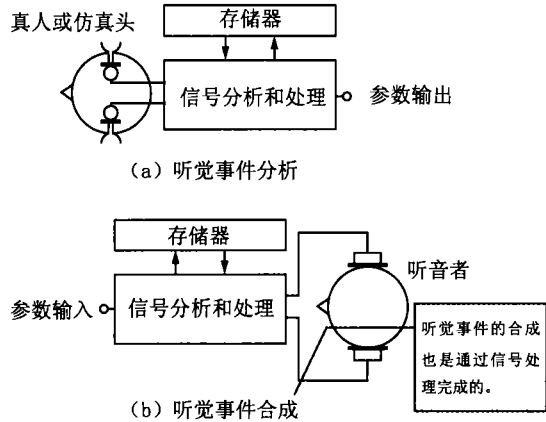 真人或仿真头
存储器
信号分析和处理
参数输出
（a）听觉事件分析
存储器
听音者
参数输入
信号分析和处理
听觉事件的合成
也是通过信号处
理完成的。
（b）听觉事件合成